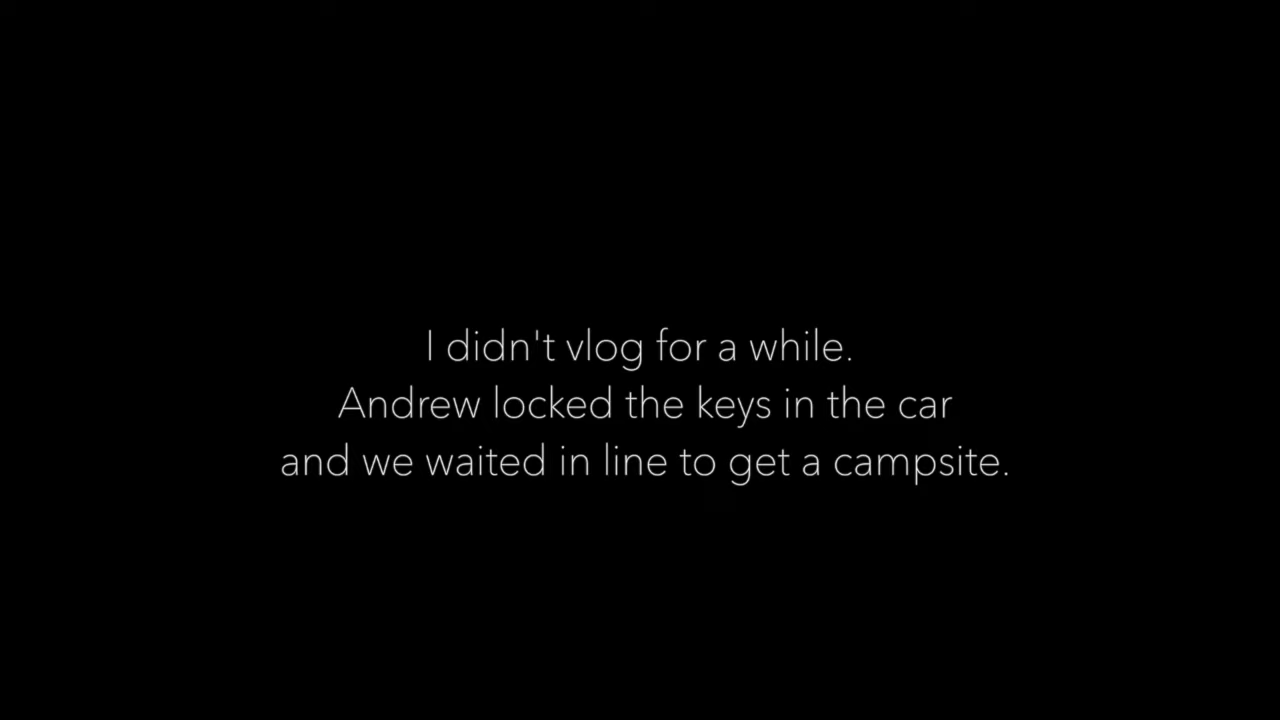 I didn't vlog for a while.
Andrew locked the keys in the car
and we waited in line to get a campsite.